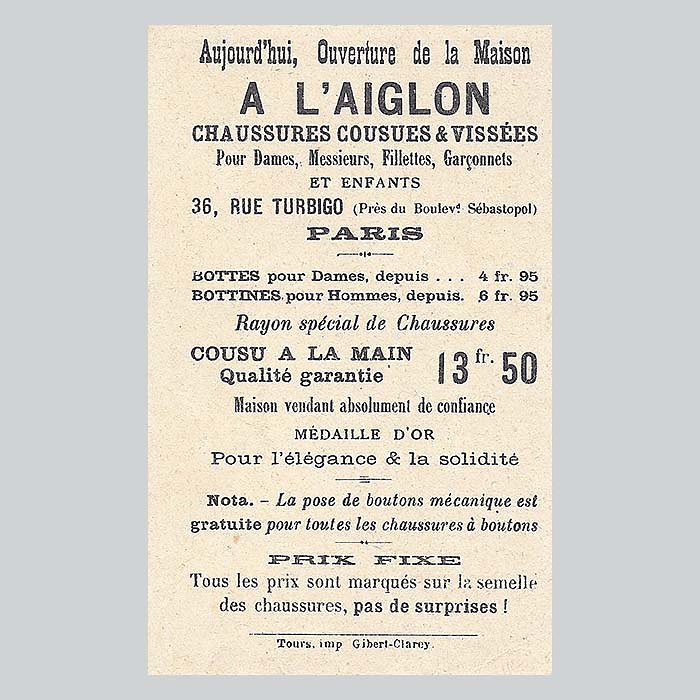 Aujourd'hui, Ouverture de la Maison
A L'AIGLON
CHAUSSURES COUSUES & VISSÉES
Pour Dames, Messieurs, Fillettes, Garçonnets
ET ENFANTS
36, RUE TURBIGO (Près du Boulevd Sébastopol)
PARIS
BOTTES pour Dames, depuis . . . 4 fr. 95
BOTTINES pour Hommes, depuis. 6 fr. 95
Rayon spécial de Chaussures
COUSU A LA MAIN
Qualité garantie
13 fr. 50
Maison vendant absolument de confiance
MÉDAILLE D'OR
Pour l'élégance & la solidité
Nota. - La pose de boutons mécanique est
gratuite pour toutes les chaussures à boutons
PRIX FIXE
Tous les prix sont marqués sur la semelle
des chaussures, pas de surprises !
Tours, imp Gibert-Clarey.